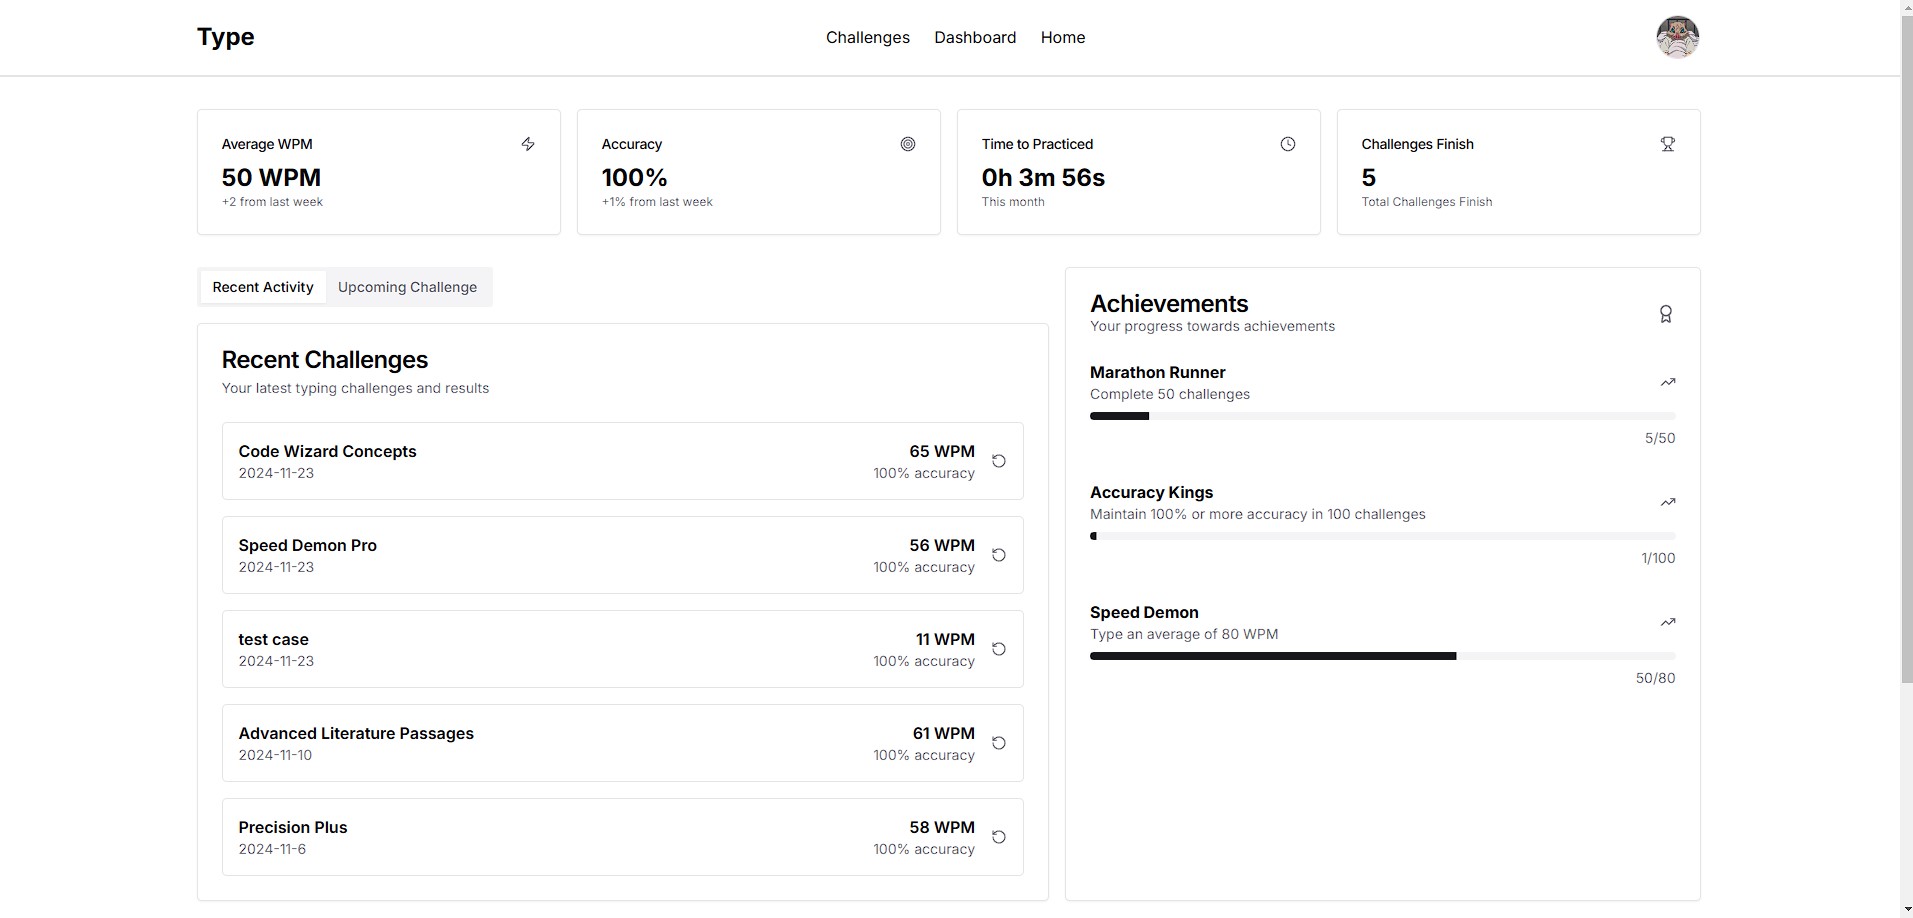 Type
Challenges Dashboard Home
Average WPM
50 WPM
+2 from last week
Accuracy
100%
+1% from last week
Time to Practiced
0h 3m 56s
This month
Challenges Finish
5
Total Challenges Finish
Recent Activity Upcoming Challenge
Recent Challenges
Your latest typing challenges and results
Code Wizard Concepts
2024-11-23
65 WPM
100% accuracy
Speed Demon Pro
2024-11-23
56 WPM
100% accuracy
test case
2024-11-23
11 WPM
100% accuracy
Advanced Literature Passages
2024-11-10
61 WPM
100% accuracy
Precision Plus
2024-11-6
58 WPM
100% accuracy
Achievements
Your progress towards achievements
Marathon Runner
Complete 50 challenges
5/50
Accuracy Kings
Maintain 100% or more accuracy in 100 challenges
1/100
Speed Demon
Type an average of 80 WPM
50/80